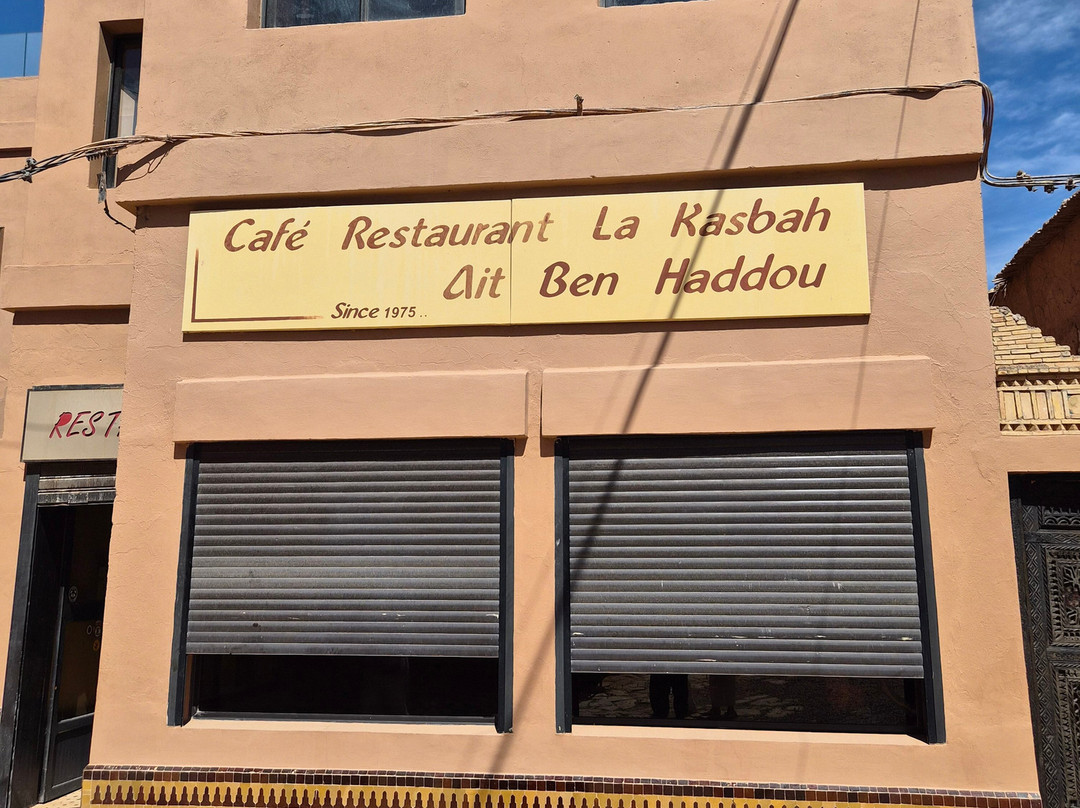 Café Restaurant La Kasbah
Ait Ben Haddou
Since 1975..
REST